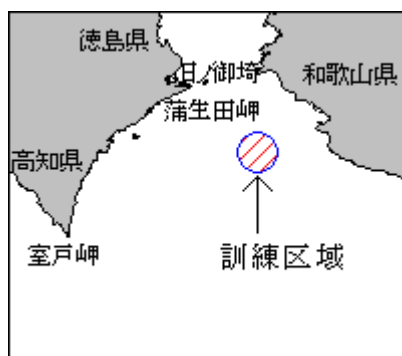 徳島県
日ノ御埼
和歌山県
蒲生田岬
高知県
室戸岬
訓練区域